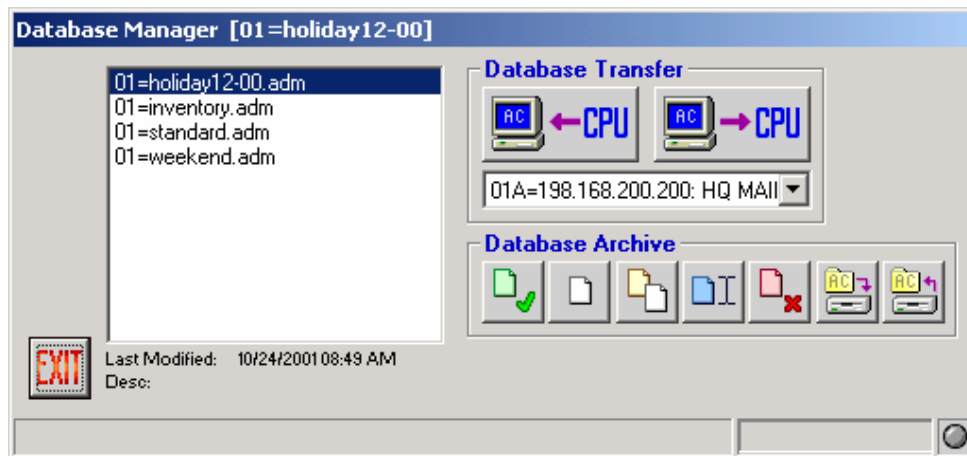 Database Manager [01=holiday12-00]
01=holiday12-00.adm
01=inventory.adm
01=standard.adm
01=weekend.adm
Last Modified: 10/24/2001 08:49 AM
Desc:
EXIT
Database Transfer
AC CPU
AC CPU
01A=198.168.200.200: HQ MAI
Database Archive
AC
AC